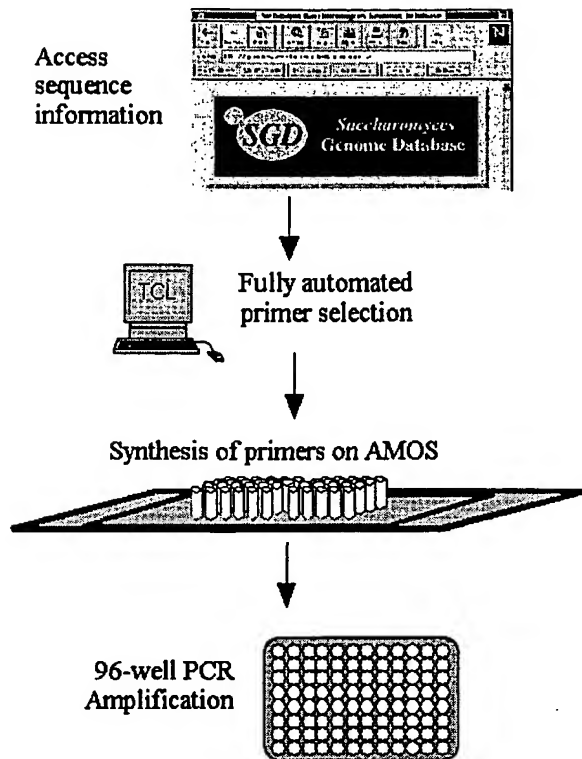 N
Access
sequence
information
SGD
Saccharomyces
Genome Database
TCL
Fully automated
primer selection
Synthesis of primers on AMOS
96-well PCR
Amplification